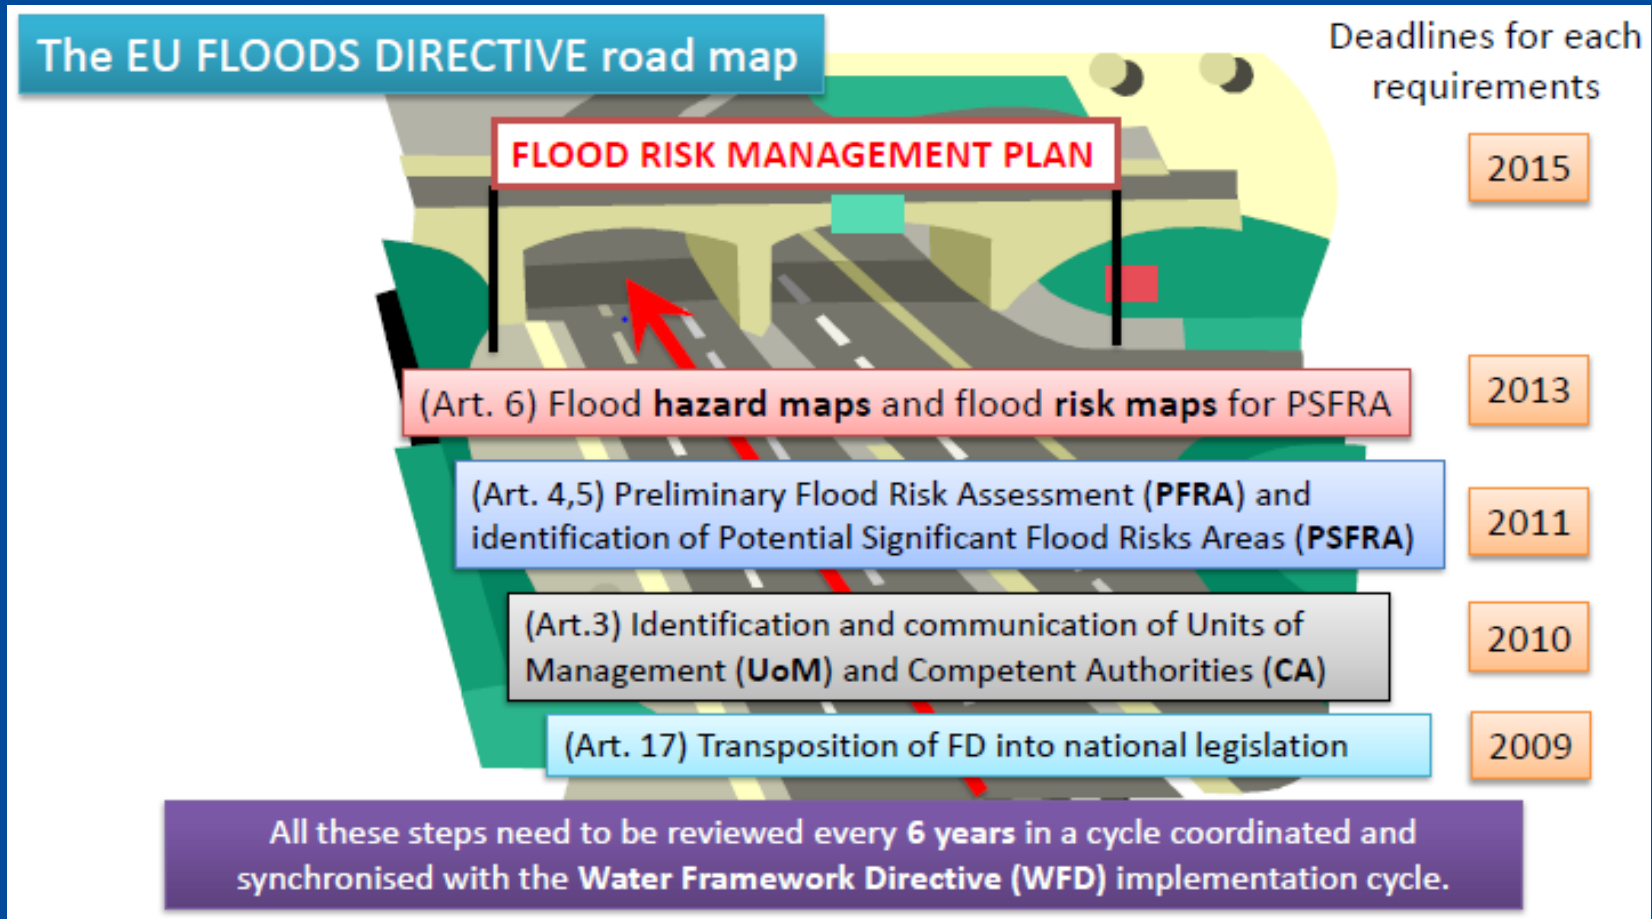 The EU FLOODS DIRECTIVE road map
Deadlines for each
requirements
FLOOD RISK MANAGEMENT PLAN
2015
(Art. 6) Flood hazard maps and flood risk maps for PSFRA
2013
(Art. 4,5) Preliminary Flood Risk Assessment (PFRA) and
identification of Potential Significant Flood Risks Areas (PSFRA)
2011
(Art.3) Identification and communication of Units of
Management (UoM) and Competent Authorities (CA)
2010
(Art. 17) Transposition of FD into national legislation
2009
All these steps need to be reviewed every 6 years in a cycle coordinated and
synchronised with the Water Framework Directive (WFD) implementation cycle.